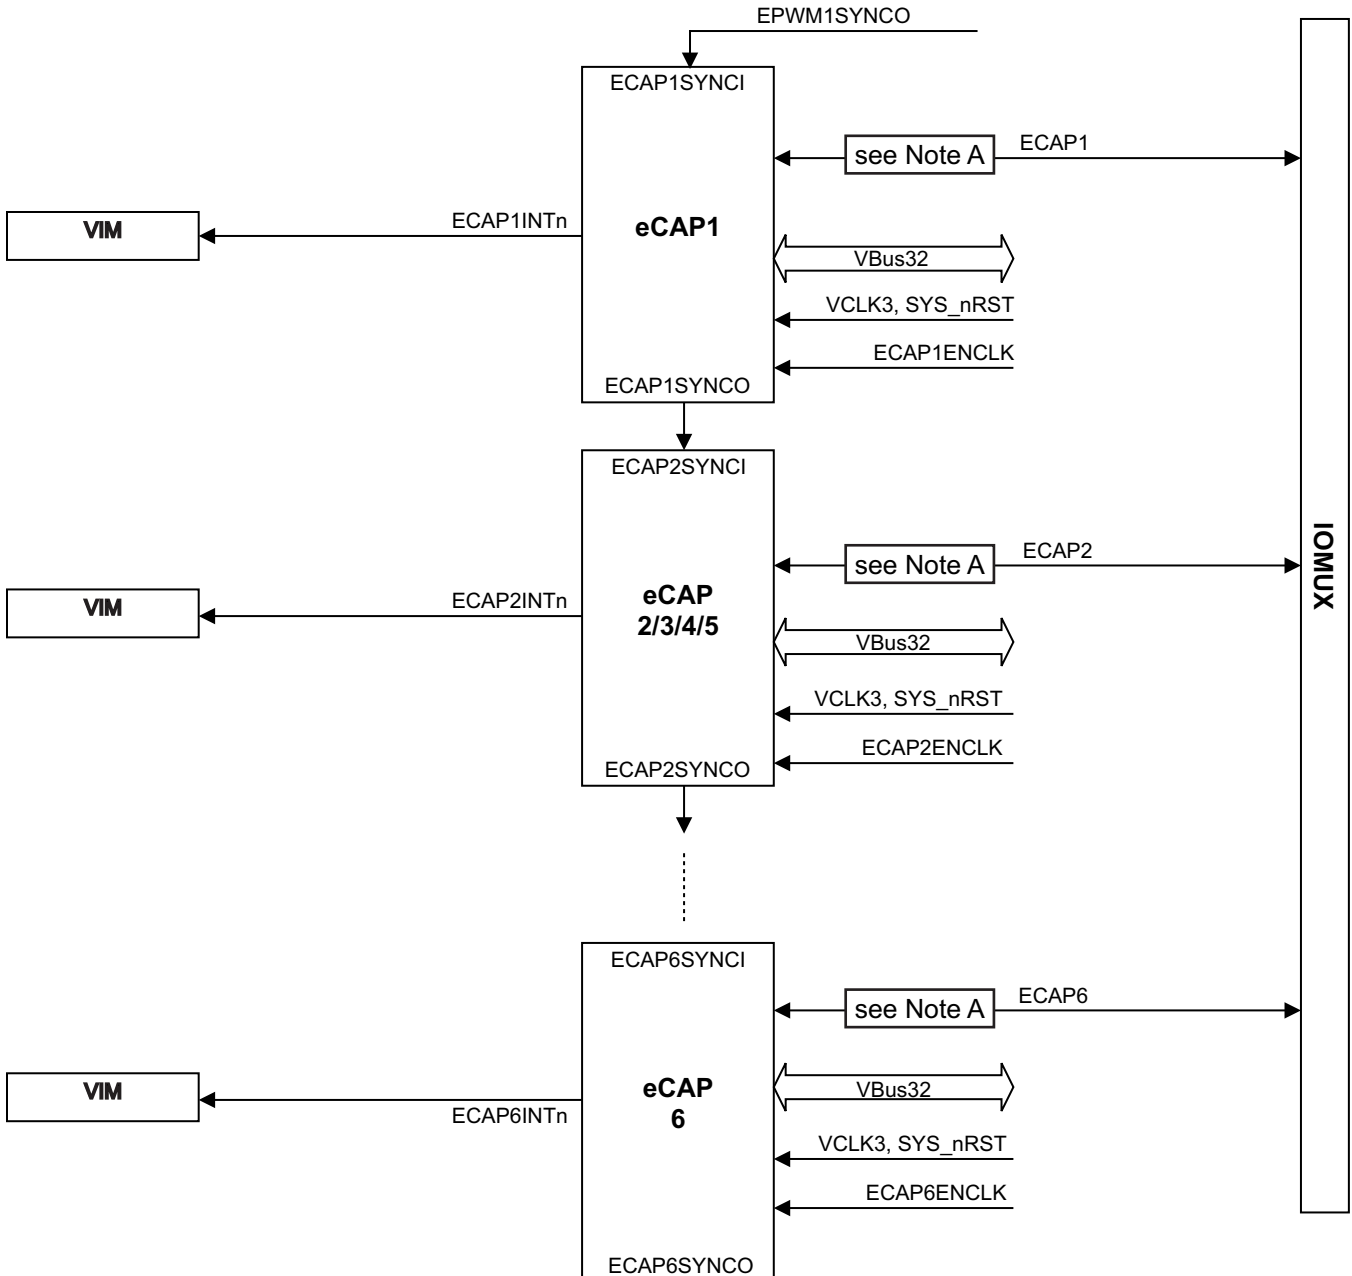 EPWM1SYNCO
ECAP1SYNCI
see Note A
ECAP1
VIM
ECAP1INTn
eCAP1
VBus32
VCLK3, SYS_nRST
ECAP1ENCLK
ECAP1SYNCO
ECAP2SYNCI
see Note A
ECAP2
IOMUX
VIM
ECAP2INTn
eCAP
2/3/4/5
VBus32
VCLK3, SYS_nRST
ECAP2ENCLK
ECAP2SYNCO
ECAP6SYNCI
see Note A
ECAP6
VIM
ECAP6INTn
eCAP
6
VBus32
VCLK3, SYS_nRST
ECAP6ENCLK
ECAP6SYNCO